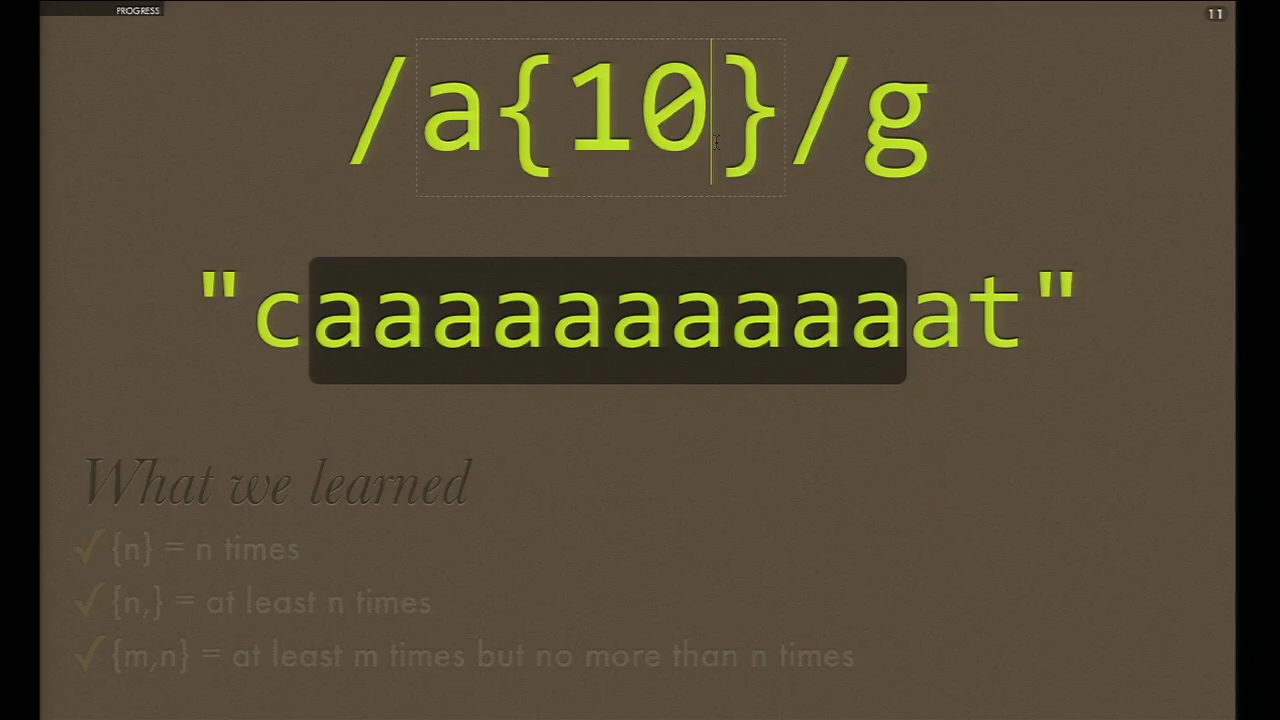 PROGRESS
11
/a{10}/g
"caaaaaaaaaaat"
What we learned
✓ {n} = n times
✓ {n,} = at least n times
✓ {m,n} = at least m times but no more than n times